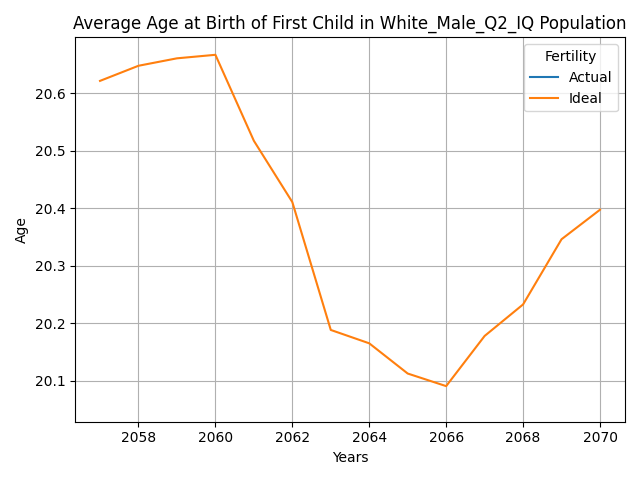 Average Age at Birth of First Child in White_Male_Q2_IQ Population
Fertility
Actual
Ideal
Age
20.6
20.5
20.4
20.3
20.2
20.1
2058 2060 2062 2064 2066 2068 2070
Years